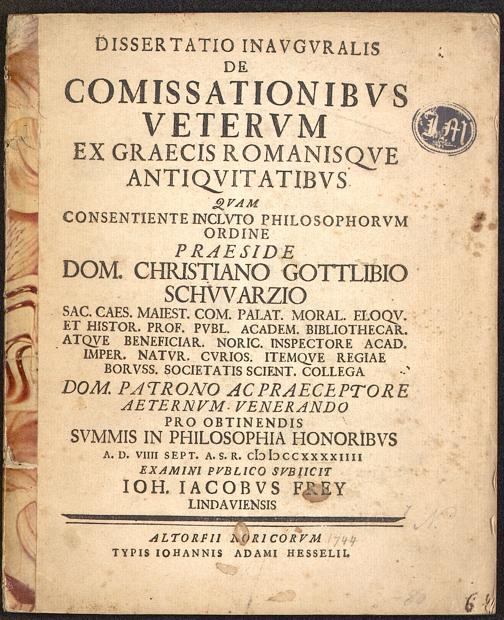 DISSERTATIO INAVGVRALIS
DE
COMISSATIONIBVS
VETERVM
EX GRAECIS ROMANISQVE
ANTIQVITATIBVS
QVAM
CONSENTIENTE INCLVTO PHILOSOPHORVM
ORDINE
PRAESIDE
DOM. CHRISTIANO GOTTLIBIO
SCHVVARZIO
SAC. CAES. MAIEST. COM. PALAT. MORAL. ELOQV.
ET HISTOR. PROF. PVBL. ACADEM. BIBLIOTHECAR.
ATQVE BENEFICIAR. NORIC. INSPECTORE ACAD.
IMPER. NATVR. CVRIOS. ITEMQVE REGIAE
BORVSS. SOCIETATIS SCIENT. COLLEGA
DOM. PATRONO AC PRAECEPTORE
AETERNVM VENERANDO
PRO OBTINENDIS
SVMMIS IN PHILOSOPHIA HONORIBVS
A. D. VIIII SEPT. A. S. R. cIↄIↄCCXXXXIIII
EXAMINI PVBLICO SVBIICIT
IOH. IACOBVS FREY
LINDAVIENSIS
ALTORFII NORICORVM 1744
TYPIS IOHANNIS ADAMI HESSELII.